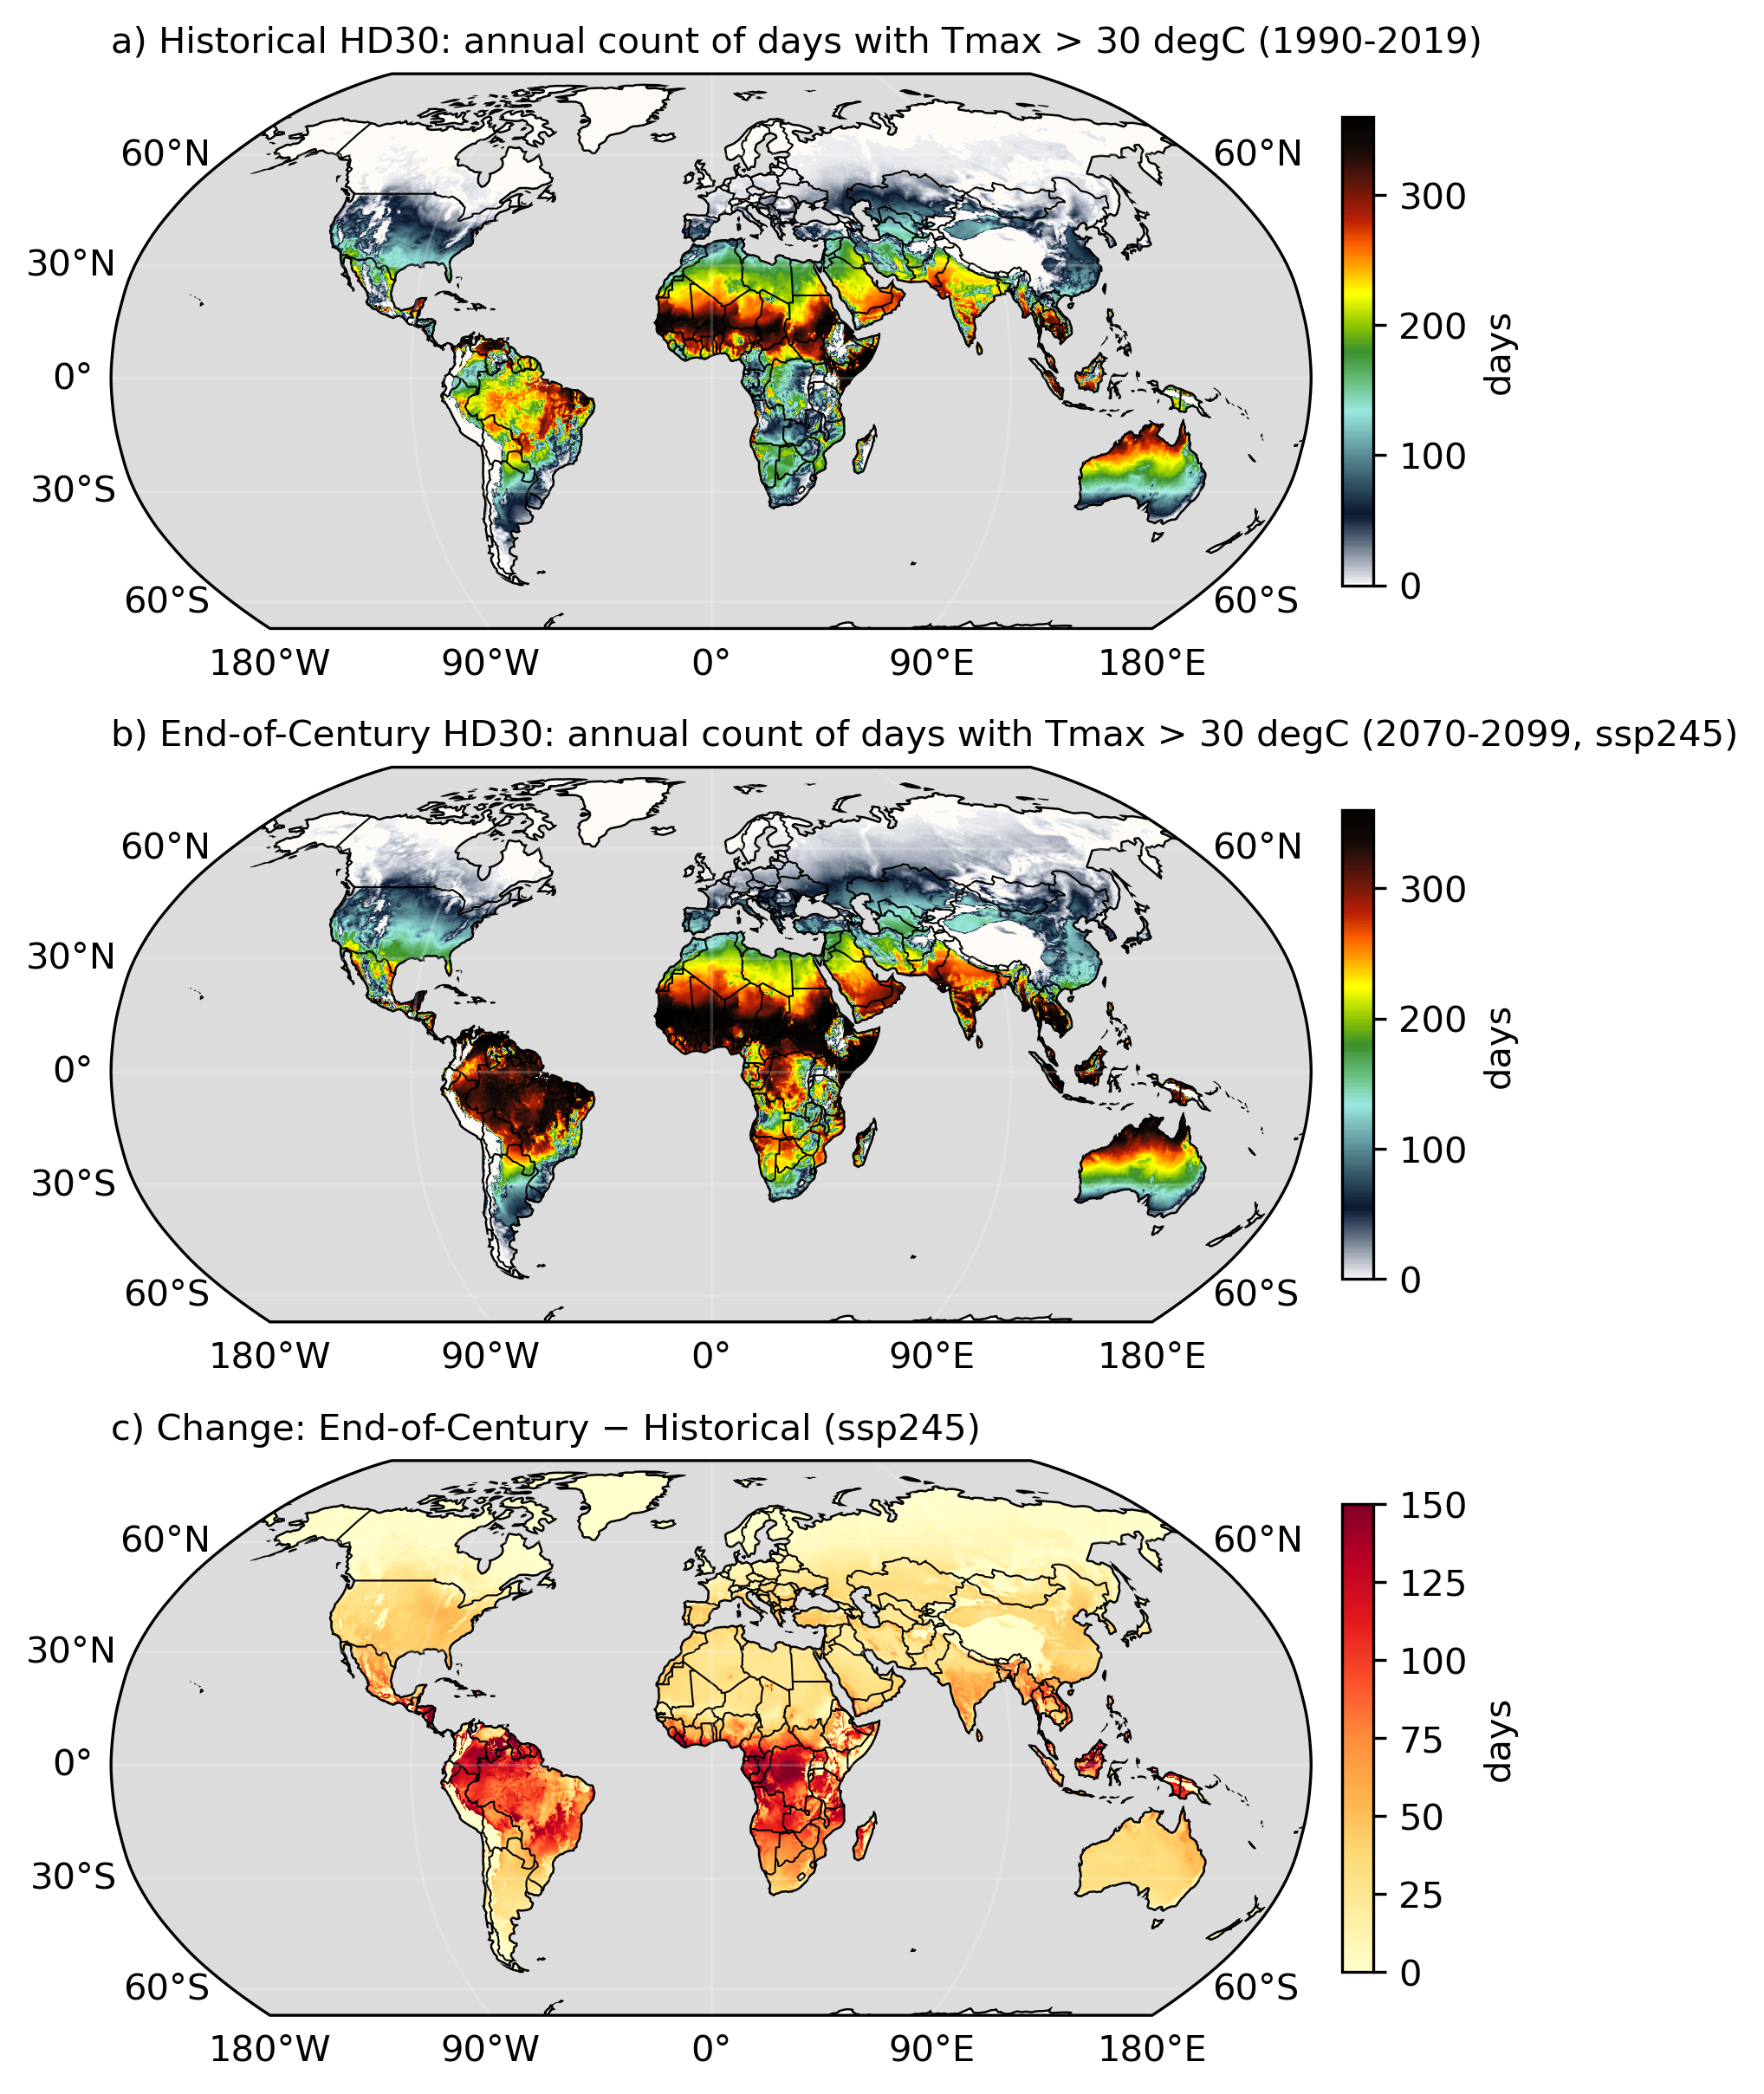 a) Historical HD30: annual count of days with Tmax > 30 degC (1990-2019)
60°N 60°N
30°N
0°
30°S
60°S 60°S
180°W 90°W 0° 90°E 180°E
300
200
100
0
days
b) End-of-Century HD30: annual count of days with Tmax > 30 degC (2070-2099, ssp245)
60°N 60°N
30°N
0°
30°S
60°S 60°S
180°W 90°W 0° 90°E 180°E
300
200
100
0
days
c) Change: End-of-Century − Historical (ssp245)
60°N 60°N
30°N
0°
30°S
60°S 60°S
180°W 90°W 0° 90°E 180°E
150
125
100
75
50
25
0
days